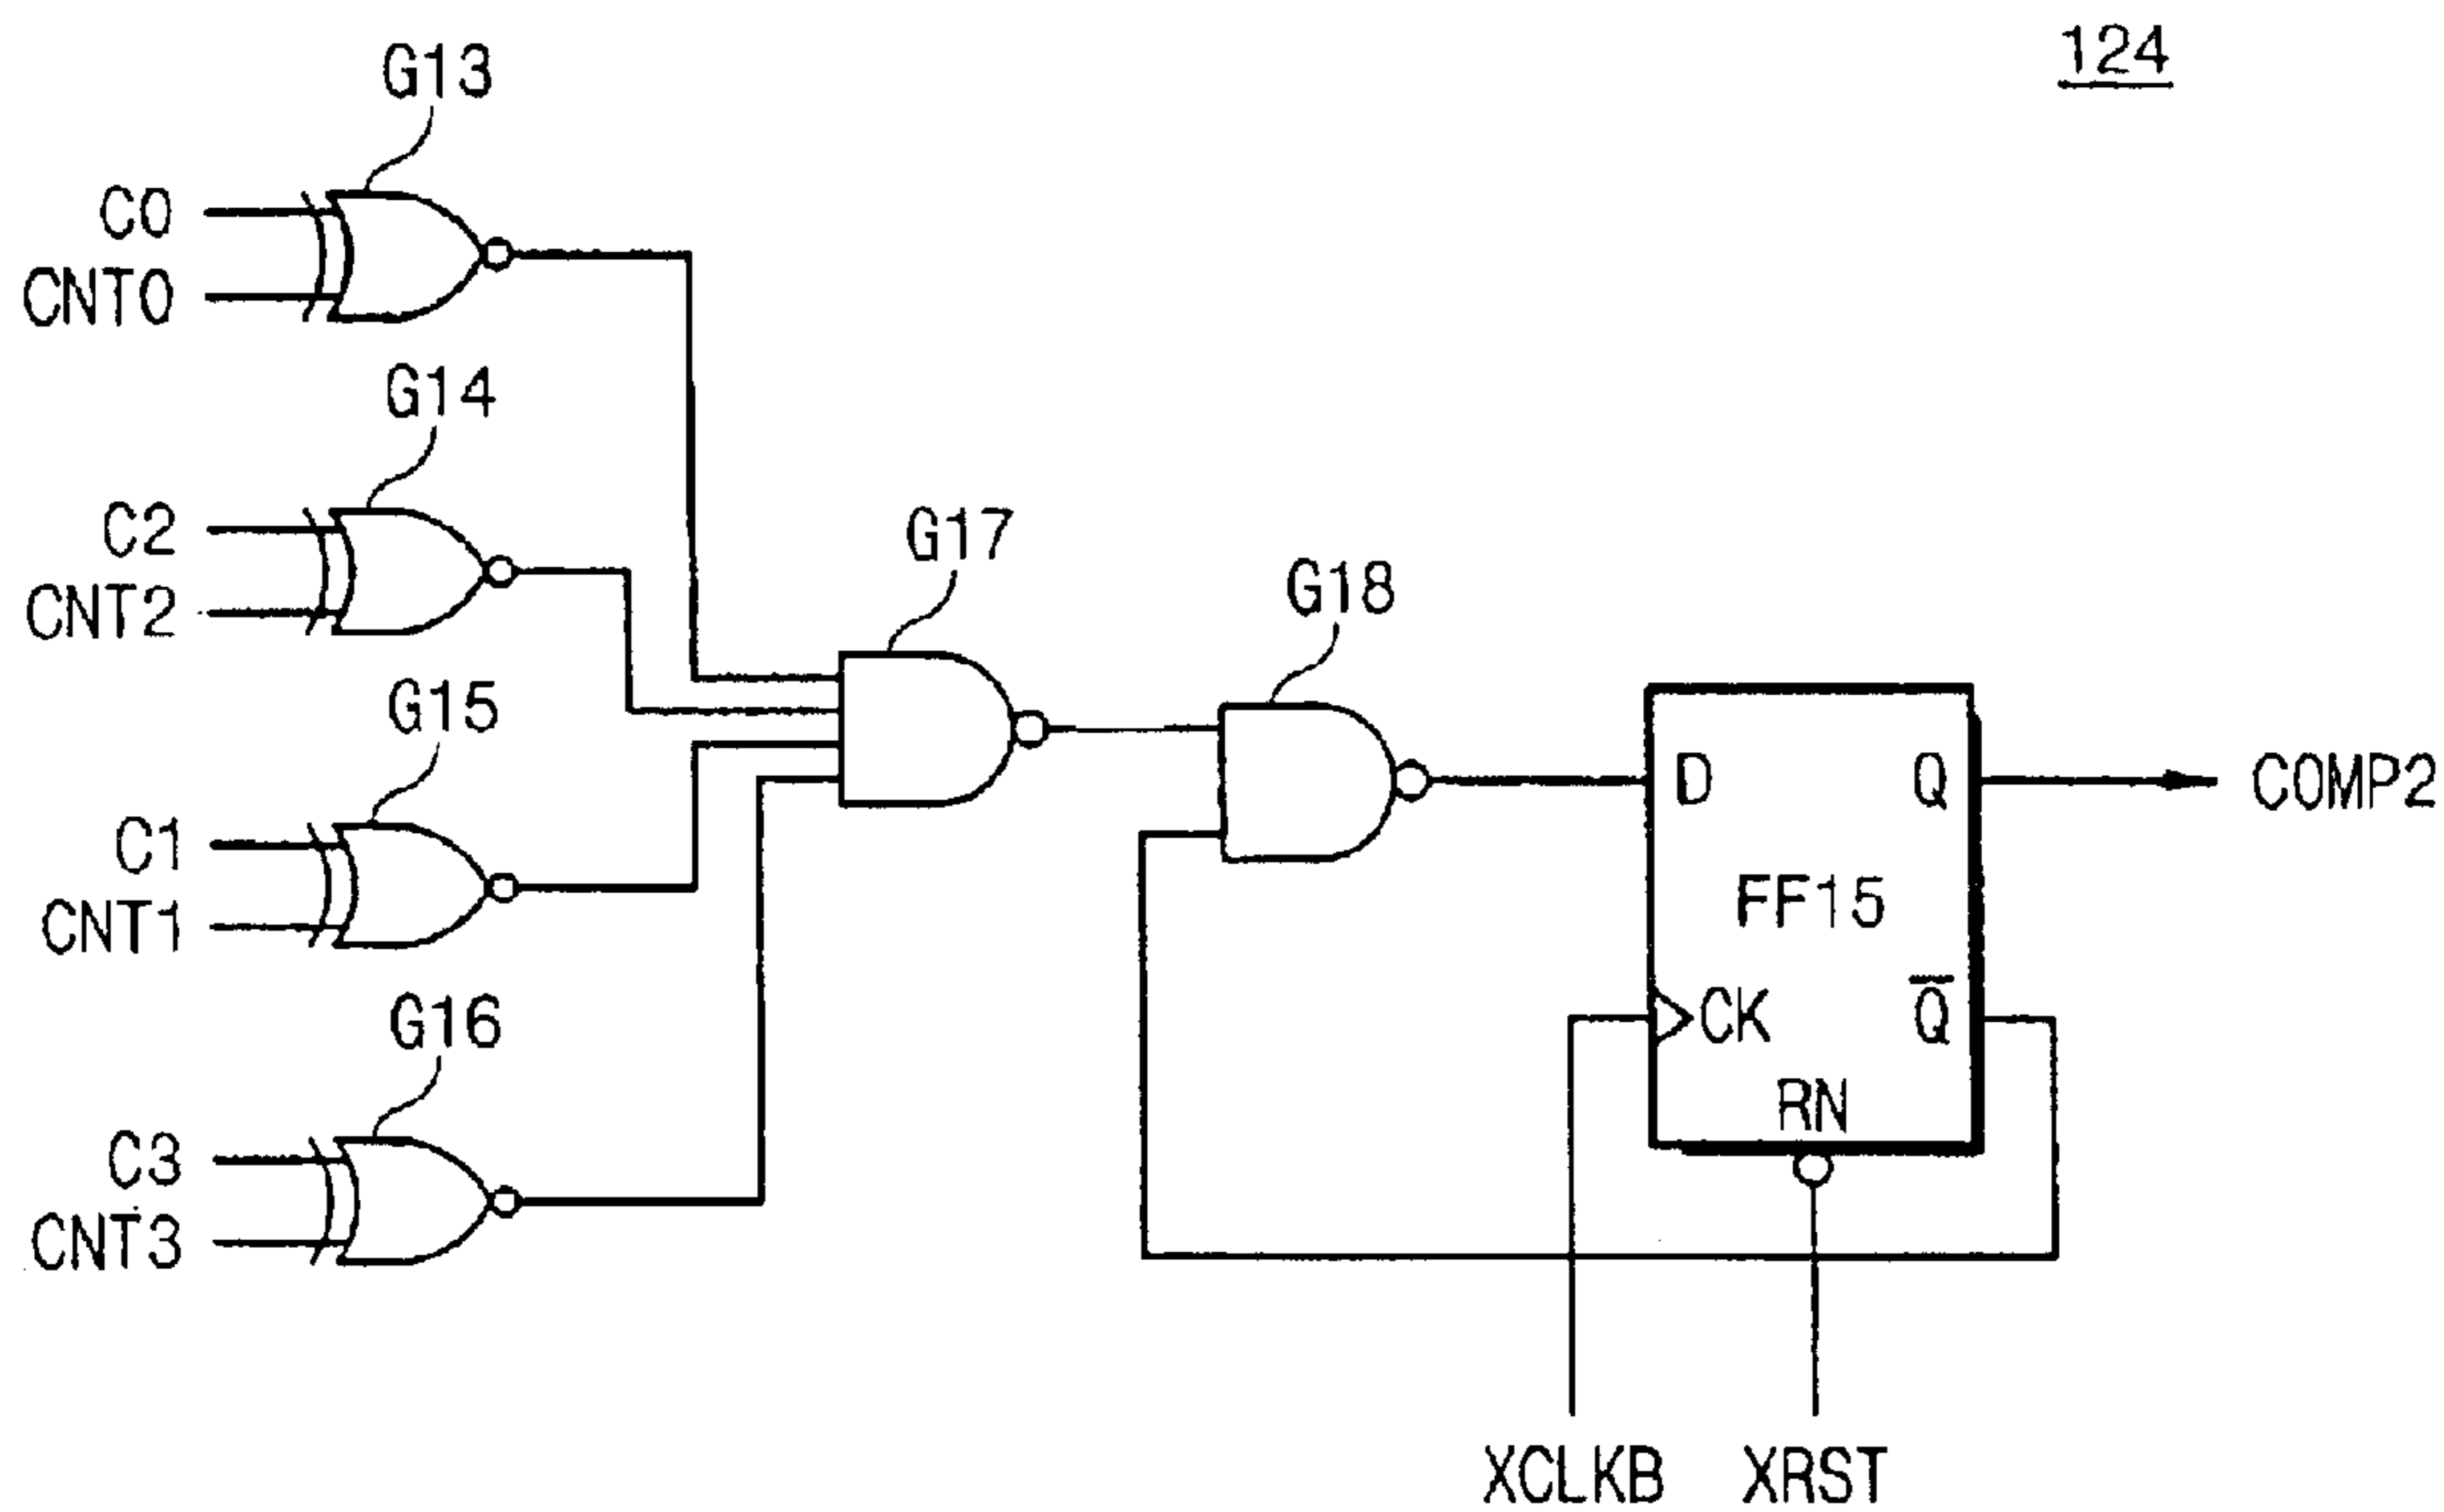 124
G13
C0
CNT0
G14
C2
CNT2
G17
G18
G15
C1
CNT1
D
Q
COMP2
FF15
G16
CK
Q̅
RN
C3
CNT3
XCLKB
XRST